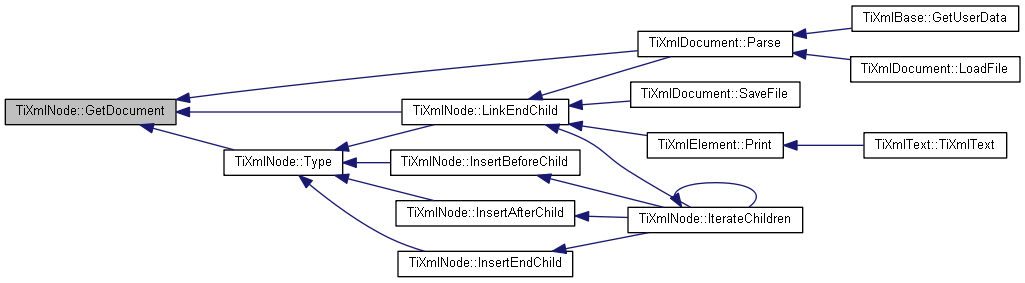 TiXmlBase::GetUserData
TiXmlDocument::Parse
TiXmlDocument::LoadFile
TiXmlDocument::SaveFile
TiXmlNode::GetDocument
TiXmlNode::LinkEndChild
TiXmlElement::Print
TiXmlText::TiXmlText
TiXmlNode::Type
TiXmlNode::InsertBeforeChild
TiXmlNode::InsertAfterChild
TiXmlNode::IterateChildren
TiXmlNode::InsertEndChild